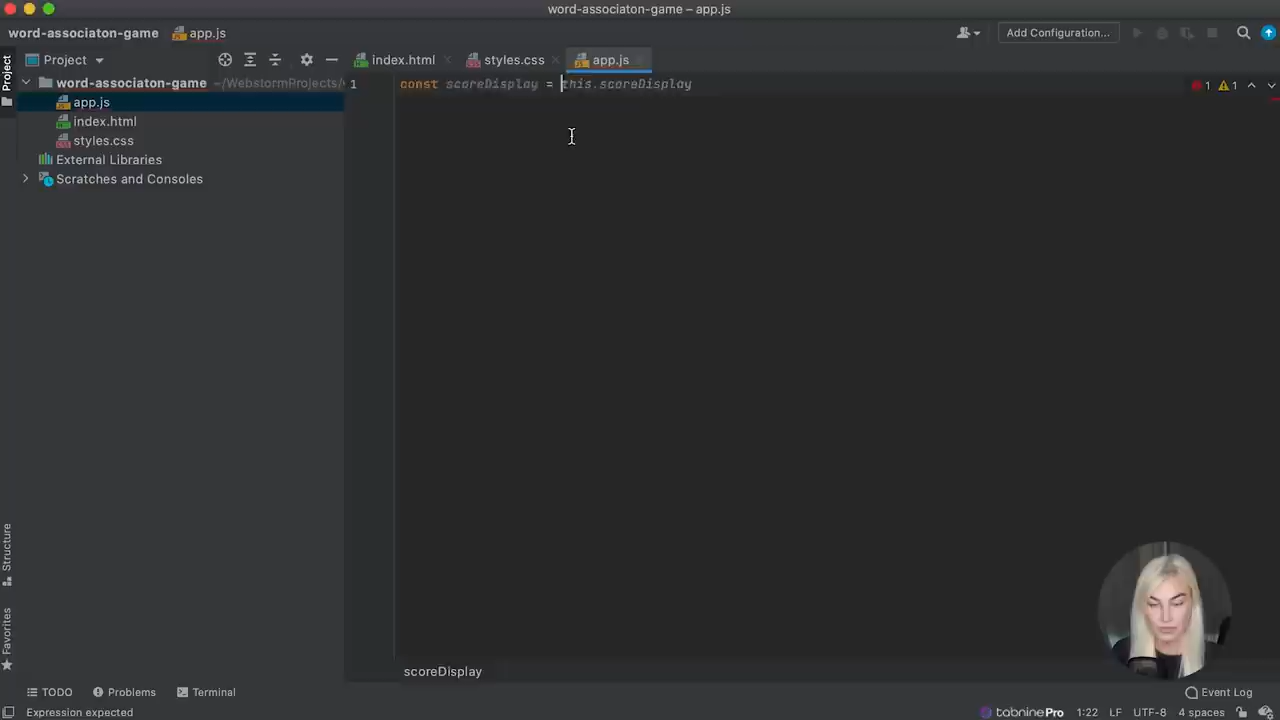 word-associaton-game – app.js
word-associaton-game app.js
Add Configuration...
Project
Project
index.html
styles.css
app.js
word-associaton-game ~/WebstormProjects/
app.js
index.html
styles.css
External Libraries
Scratches and Consoles
1 const scoreDisplay = this.scoreDisplay
1 1
Structure
Favorites
scoreDisplay
TODO
Problems
Terminal
Event Log
Expression expected
tabninePro 1:22 LF UTF-8 4 spaces